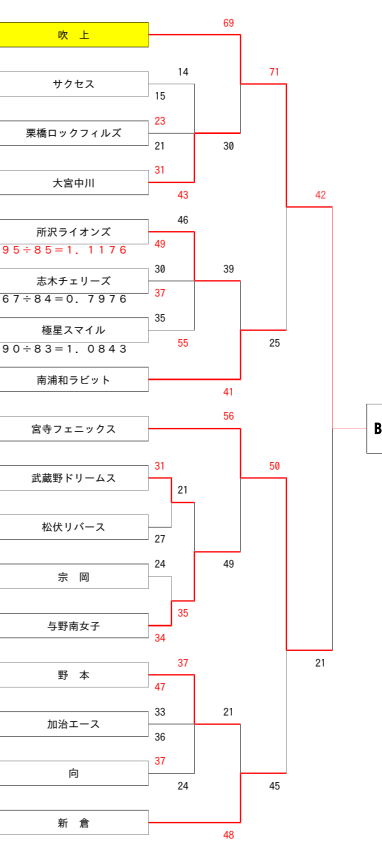 69
吹　上
14
71
サクセス
15
23
栗橋ロックフィルズ
21
30
31
大宮中川
43
42
46
所沢ライオンズ
49
９５÷８５＝１．１１７６
30
39
志木チェリーズ
37
６７÷８４＝０．７９７６
35
極星スマイル
55
25
９０÷８３＝１．０８４３
南浦和ラビット
41
56
宮寺フェニックス
B
31
50
武蔵野ドリームス
21
松伏リバース
27
24
49
宗　岡
35
与野南女子
34
37
21
野　本
47
33
21
加治エース
36
37
向
24
45
新　倉
48